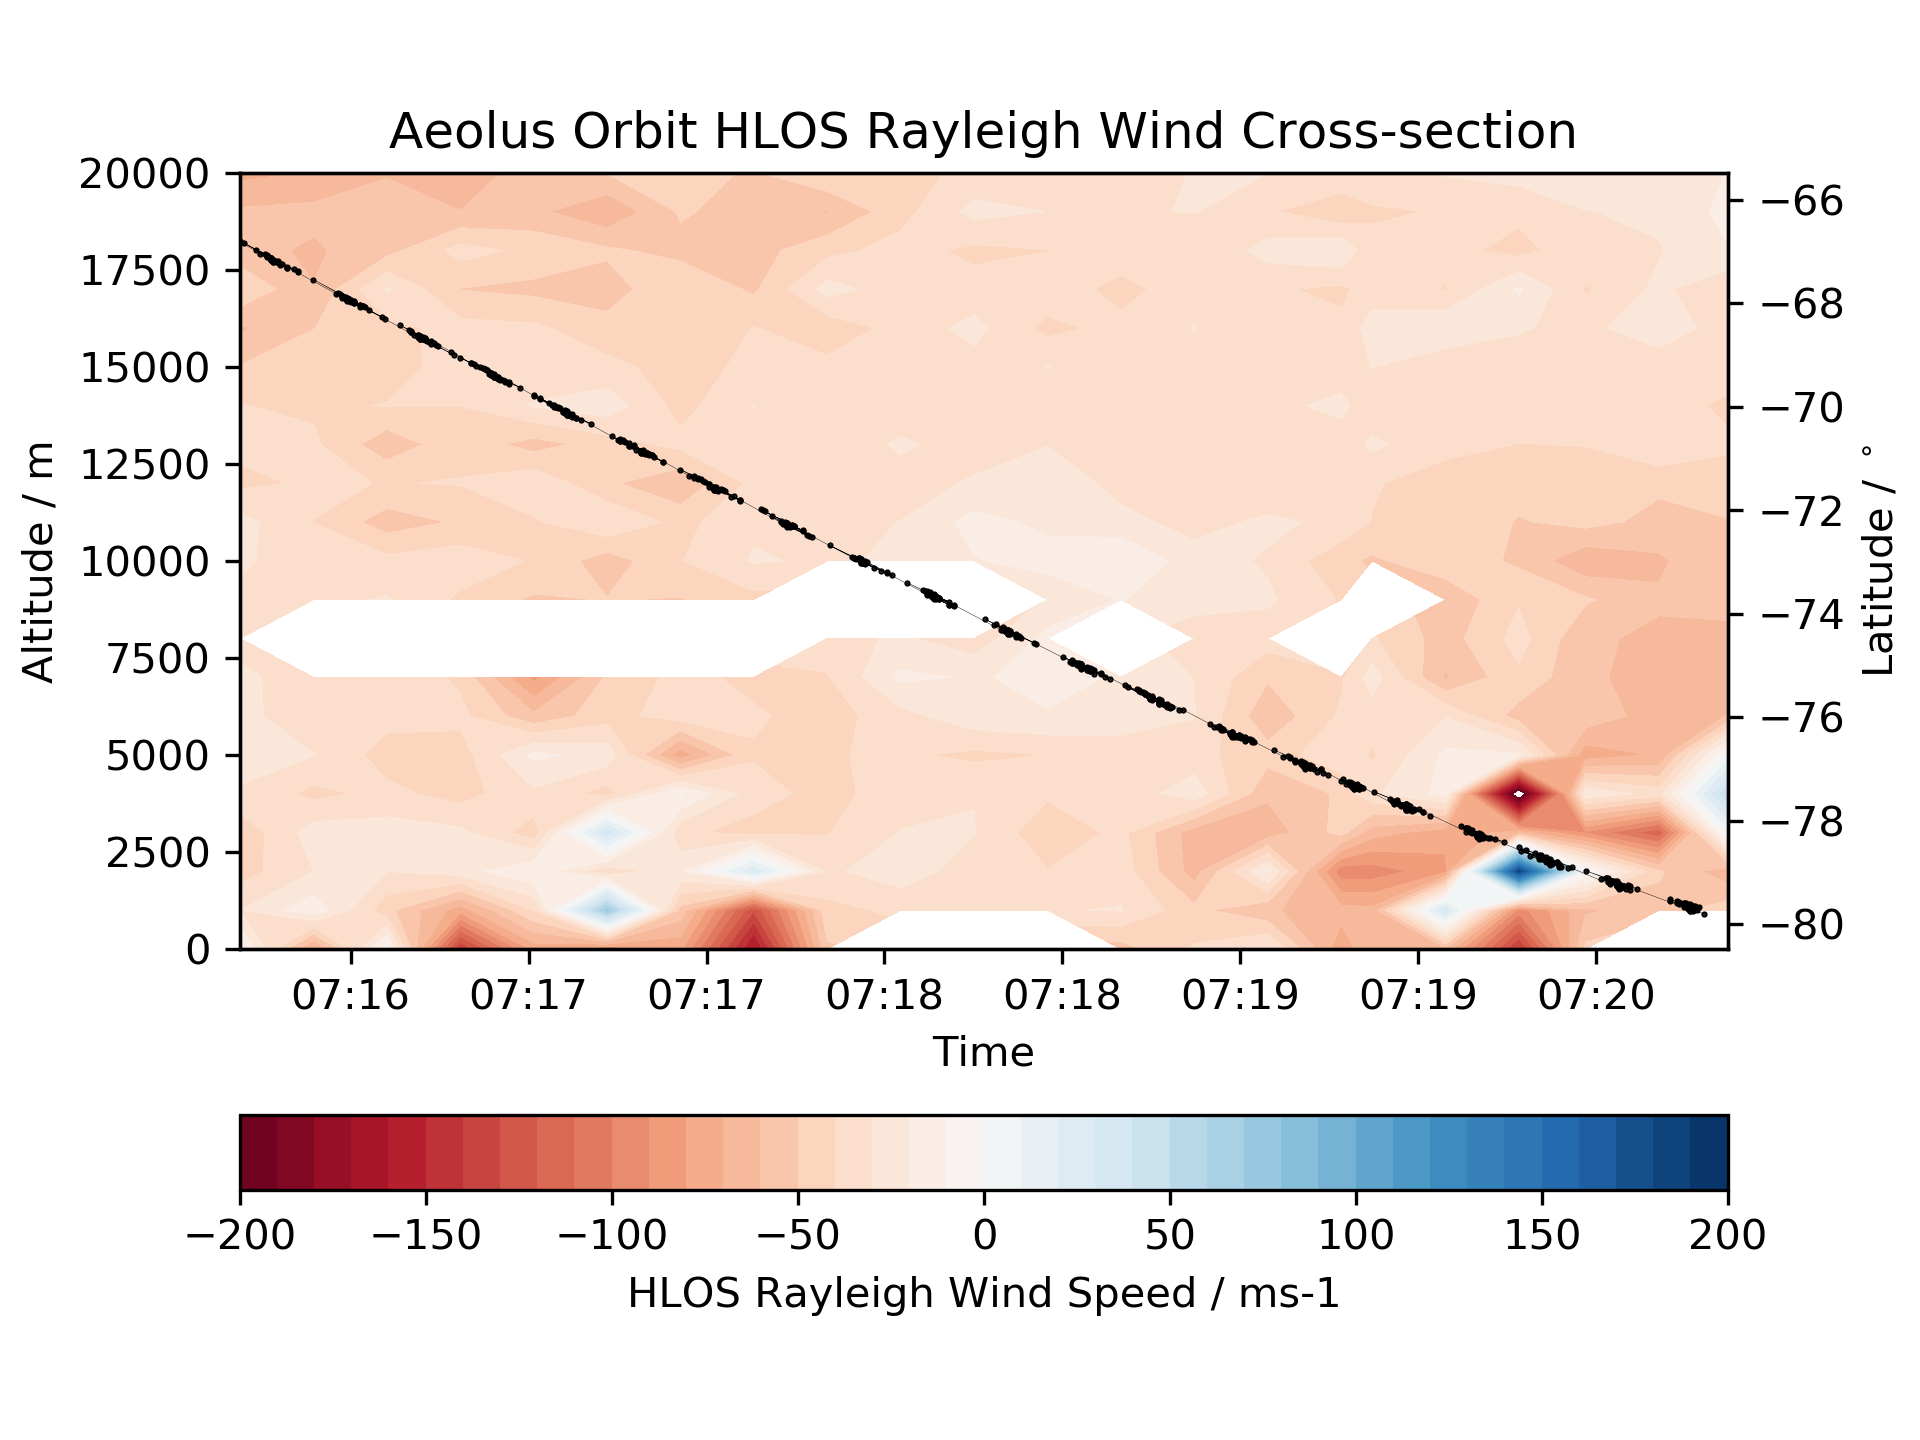 Aeolus Orbit HLOS Rayleigh Wind Cross-section
20000
17500
15000
12500
10000
7500
5000
2500
0
Altitude / m
−66
−68
−70
−72
−74
−76
−78
−80
Latitude / °
07:16 07:17 07:17 07:18 07:18 07:19 07:19 07:20
Time
−200 −150 −100 −50 0 50 100 150 200
HLOS Rayleigh Wind Speed / ms-1